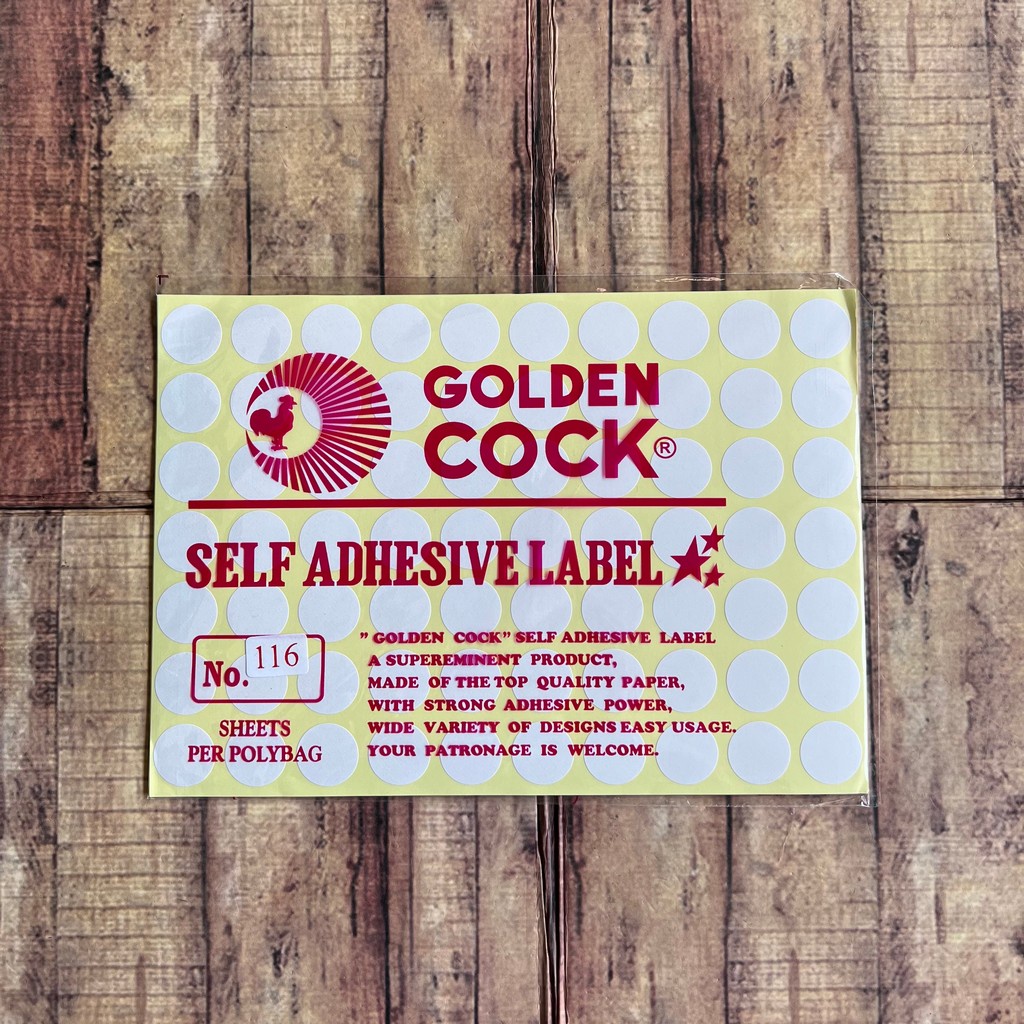 GOLDEN
COCK®
SELF ADHESIVE LABEL
No. 116
SHEETS
PER POLYBAG
" GOLDEN COCK" SELF ADHESIVE LABEL
A SUPEREMINENT PRODUCT,
MADE OF THE TOP QUALITY PAPER,
WITH STRONG ADHESIVE POWER,
WIDE VARIETY OF DESIGNS EASY USAGE.
YOUR PATRONAGE IS WELCOME.